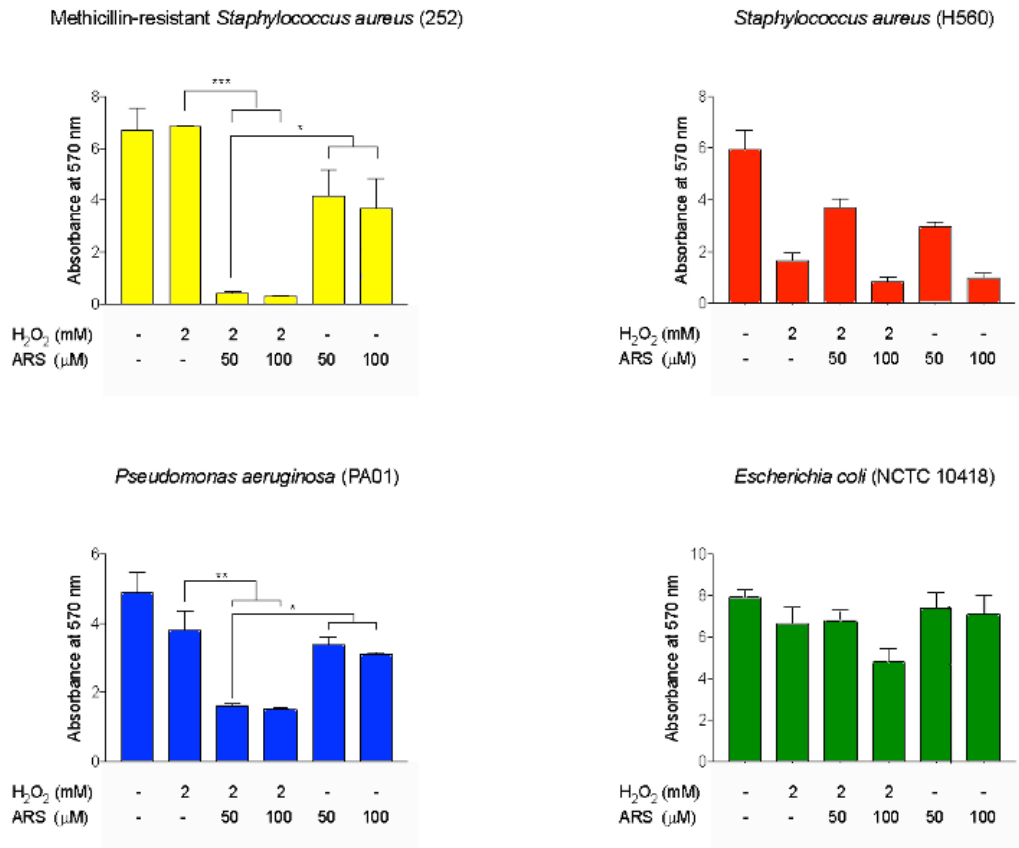 Methicillin-resistant Staphylococcus aureus (252)
***
*
8
6
4
2
0
Absorbance at 570 nm
H2O2 (mM) - 2 2 2 - -
ARS (μM) - - 50 100 50 100
Staphylococcus aureus (H560)
8
6
4
2
0
Absorbance at 570 nm
H2O2 (mM) - 2 2 2 - -
ARS (μM) - - 50 100 50 100
Pseudomonas aeruginosa (PA01)
**
*
6
4
2
0
Absorbance at 570 nm
H2O2 (mM) - 2 2 2 - -
ARS (μM) - - 50 100 50 100
Escherichia coli (NCTC 10418)
10
8
6
4
2
0
Absorbance at 570 nm
H2O2 (mM) - 2 2 2 - -
ARS (μM) - - 50 100 50 100